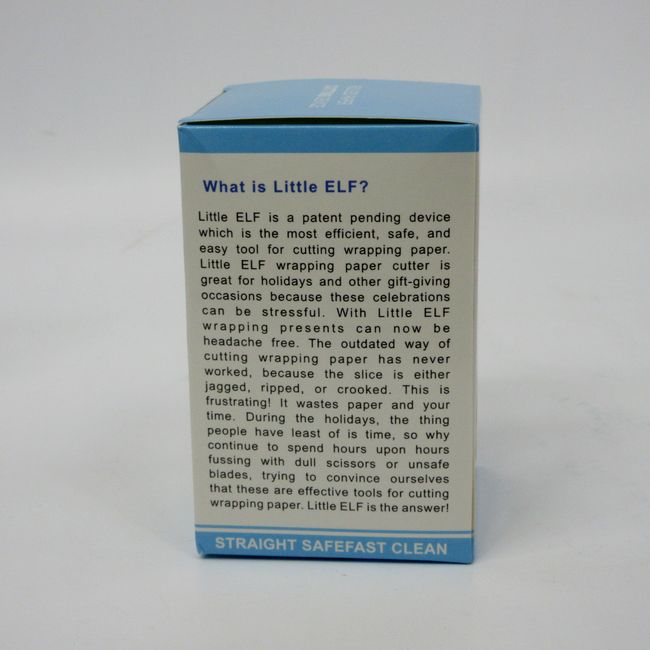 What is Little ELF?
Little ELF is a patent pending device
which is the most efficient, safe, and
easy tool for cutting wrapping paper.
Little ELF wrapping paper cutter is
great for holidays and other gift-giving
occasions because these celebrations
can be stressful. With Little ELF
wrapping presents can now be
headache free. The outdated way of
cutting wrapping paper has never
worked, because the slice is either
jagged, ripped, or crooked. This is
frustrating! It wastes paper and your
time. During the holidays, the thing
people have least of is time, so why
continue to spend hours upon hours
fussing with dull scissors or unsafe
blades, trying to convince ourselves
that these are effective tools for cutting
wrapping paper. Little ELF is the answer!
STRAIGHT SAFEFAST CLEAN